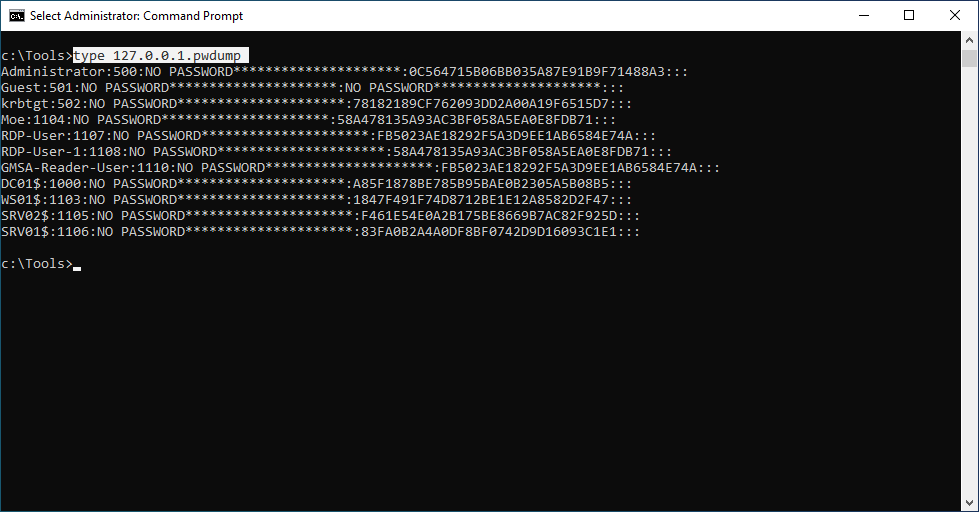 Select Administrator: Command Prompt
c:\Tools>type 127.0.0.1.pwdump
Administrator:500:NO PASSWORD*********************:0C564715B06BB035A87E91B9F71488A3:::
Guest:501:NO PASSWORD*********************:NO PASSWORD*********************:::
krbtgt:502:NO PASSWORD*********************:78182189CF762093DD2A00A19F6515D7:::
Moe:1104:NO PASSWORD*********************:58A478135A93AC3BF058A5EA0E8FDB71:::
RDP-User:1107:NO PASSWORD*********************:FB5023AE18292F5A3D9EE1AB6584E74A:::
RDP-User-1:1108:NO PASSWORD*********************:58A478135A93AC3BF058A5EA0E8FDB71:::
GMSA-Reader-User:1110:NO PASSWORD*********************:FB5023AE18292F5A3D9EE1AB6584E74A:::
DC01$:1000:NO PASSWORD*********************:A85F1878BE785B95BAE0B2305A5B08B5:::
WS01$:1103:NO PASSWORD*********************:1847F491F74D8712BE1E12A8582D2F47:::
SRV02$:1105:NO PASSWORD*********************:F461E54E0A2B175BE8669B7AC82F925D:::
SRV01$:1106:NO PASSWORD*********************:83FA0B2A4A0DF8BF0742D9D16093C1E1:::
c:\Tools>